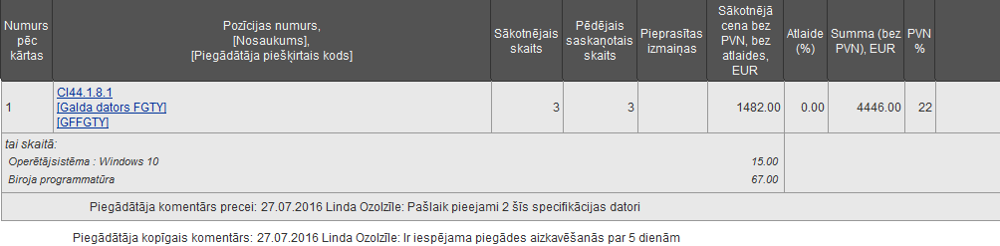 Numurs pēc kārtas
Pozīcijas numurs, [Nosaukums], [Piegādātāja piešķirtais kods]
Sākotnējais skaits
Pēdējais saskaņotais skaits
Pieprasītas izmaiņas
Sākotnējā cena bez PVN, bez atlaides, EUR
Atlaide (%)
Summa (bez PVN), EUR
PVN %
1
CI44.1.8.1
[Galda dators FGTY]
[GFFGTY]
3
3
1482.00
0.00
4446.00
22
tai skaitā:
Operētājsistēma : Windows 10 15.00
Biroja programmatūra 67.00
Piegādātāja komentārs precei: 27.07.2016 Linda Ozolzīle: Pašlaik pieejami 2 šīs specifikācijas datori
Piegādātāja kopīgais komentārs: 27.07.2016 Linda Ozolzīle: Ir iespējama piegādes aizkavēšanās par 5 dienām